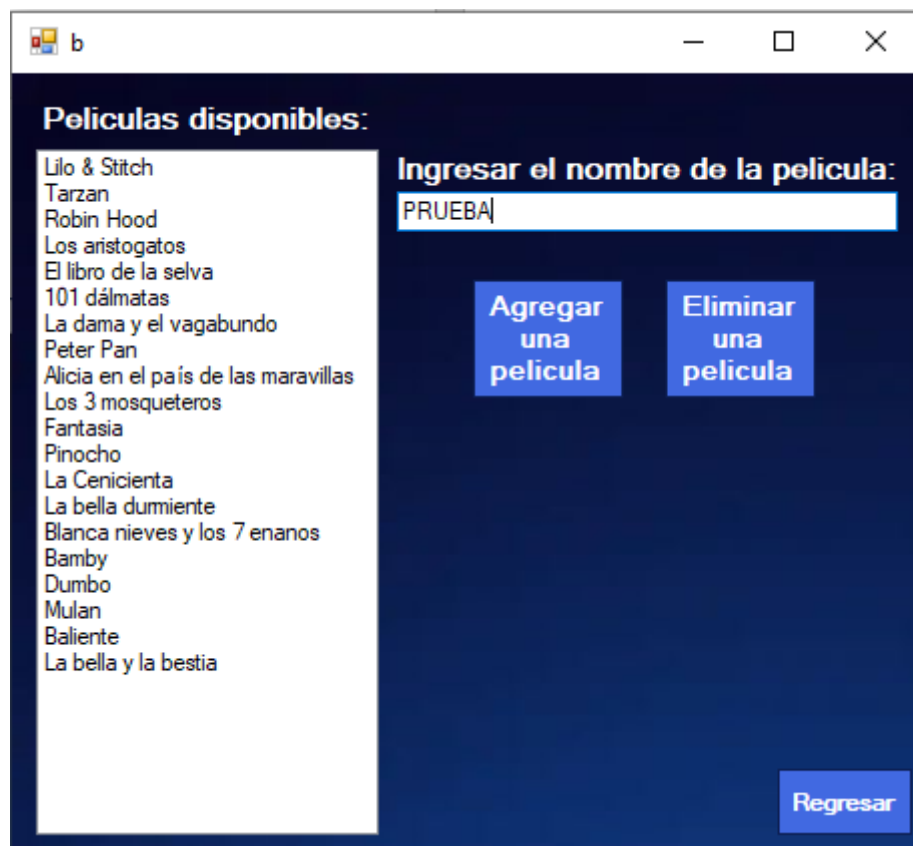 b
Peliculas disponibles:
Lilo & Stitch
Tarzan
Robin Hood
Los aristogatos
El libro de la selva
101 dálmatas
La dama y el vagabundo
Peter Pan
Alicia en el país de las maravillas
Los 3 mosqueteros
Fantasia
Pinocho
La Cenicienta
La bella durmiente
Blanca nieves y los 7 enanos
Bamby
Dumbo
Mulan
Baliente
La bella y la bestia
Ingresar el nombre de la pelicula:
PRUEBA
Agregar
una
pelicula
Eliminar
una
pelicula
Regresar